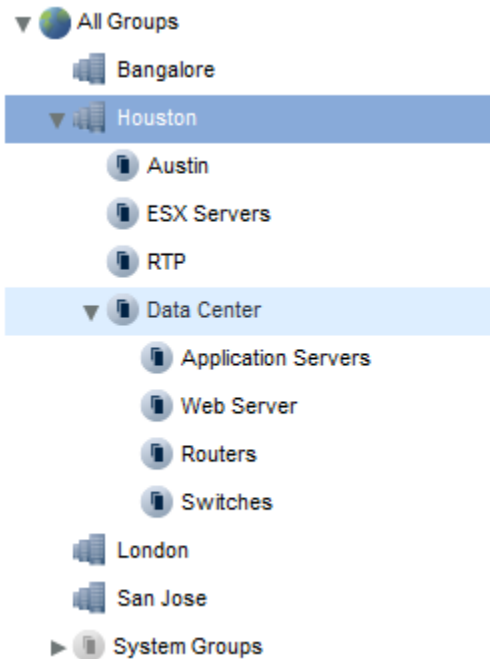 All Groups
Bangalore
Houston
Austin
ESX Servers
RTP
Data Center
Application Servers
Web Server
Routers
Switches
London
San Jose
System Groups